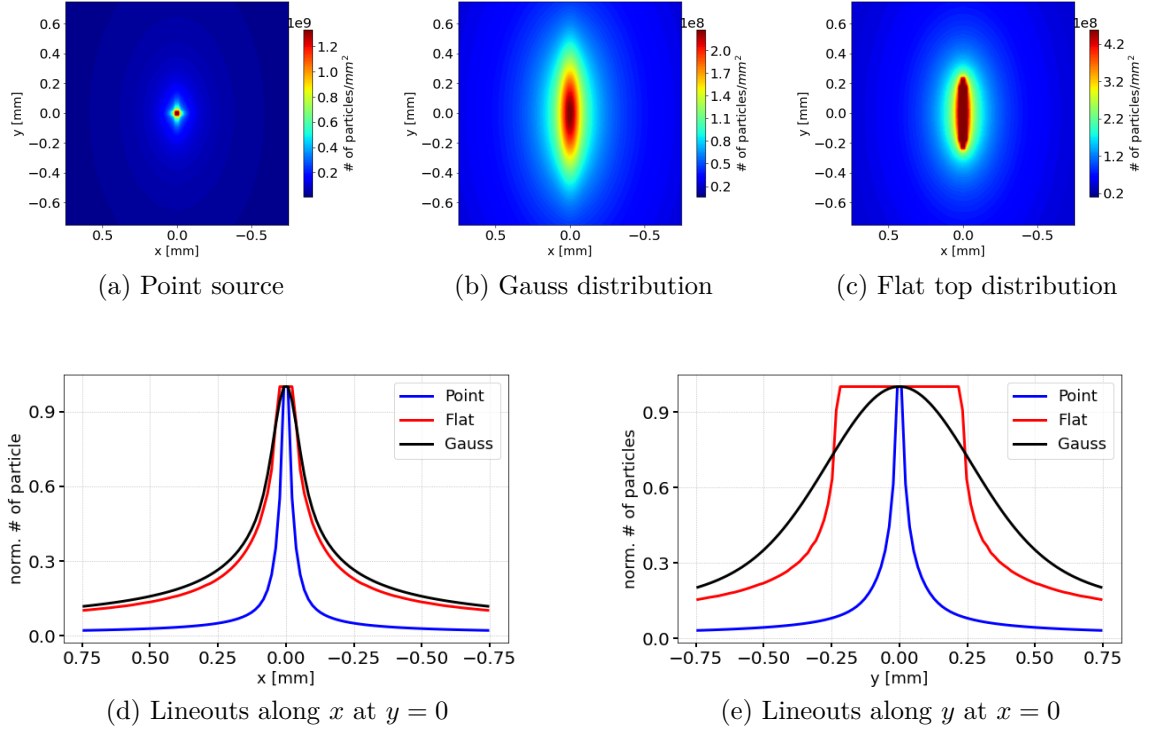 1e9
0.6
0.4
0.2
0.0
−0.2
−0.4
−0.6
y [mm]
0.5 0.0 −0.5
x [mm]
1.2
1.0
0.8
0.6
0.4
0.2
# of particles/mm²
(a) Point source
1e8
0.6
0.4
0.2
0.0
−0.2
−0.4
−0.6
y [mm]
0.5 0.0 −0.5
x [mm]
2.0
1.7
1.4
1.1
0.8
0.5
0.2
# of particles/mm²
(b) Gauss distribution
1e8
0.6
0.4
0.2
0.0
−0.2
−0.4
−0.6
y [mm]
0.5 0.0 −0.5
x [mm]
4.2
3.2
2.2
1.2
0.2
# of particles/mm²
(c) Flat top distribution
0.9
0.6
0.3
0.0
norm. # of particle
Point
Flat
Gauss
0.75 0.50 0.25 0.00 −0.25 −0.50 −0.75
x [mm]
(d) Lineouts along x at y = 0
0.9
0.6
0.3
0.0
norm. # of particles
Point
Flat
Gauss
−0.75 −0.50 −0.25 0.00 0.25 0.50 0.75
y [mm]
(e) Lineouts along y at x = 0